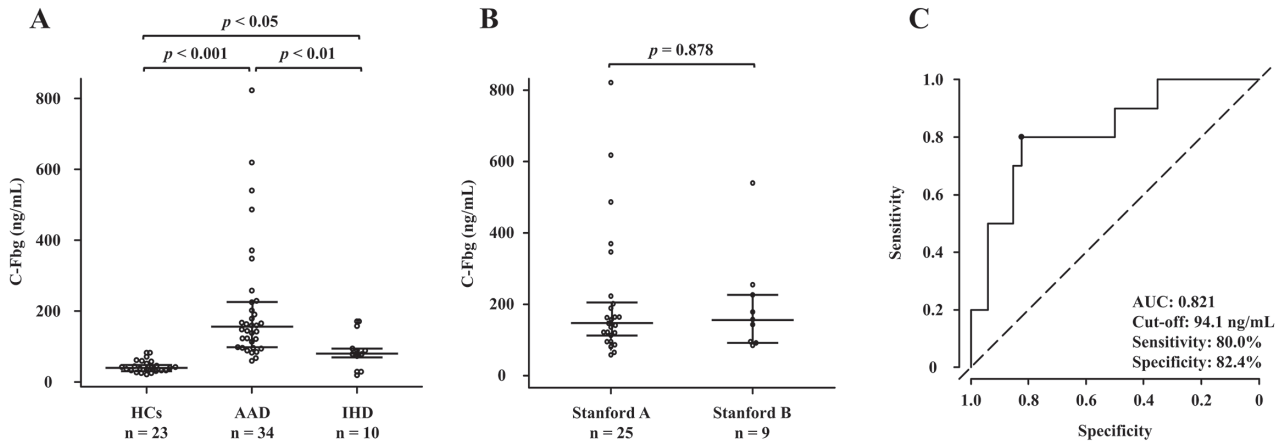 A
p < 0.05
p < 0.001
p < 0.01
C-Fbg (ng/mL)
800
600
400
200
0
HCs
AAD
IHD
n = 23
n = 34
n = 10
B
p = 0.878
C-Fbg (ng/mL)
800
600
400
200
0
Stanford A
Stanford B
n = 25
n = 9
C
Sensitivity
1.0
0.8
0.6
0.4
0.2
0
AUC: 0.821
Cut-off: 94.1 ng/mL
Sensitivity: 80.0%
Specificity: 82.4%
1.0
0.8
0.6
0.4
0.2
0
Specificity